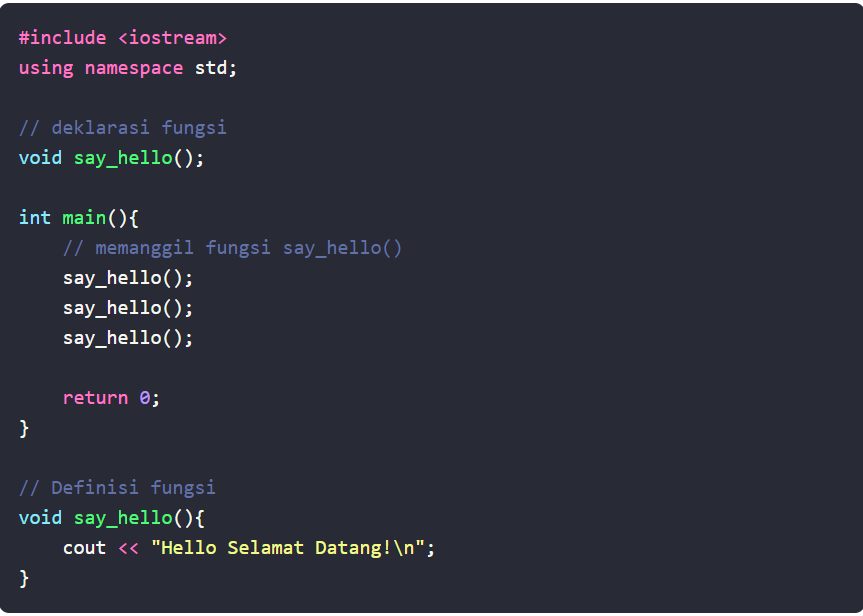 #include <iostream>
using namespace std;
// deklarasi fungsi
void say_hello();
int main(){
// memanggil fungsi say_hello()
say_hello();
say_hello();
say_hello();
return 0;
}
// Definisi fungsi
void say_hello(){
cout << "Hello Selamat Datang!\n";
}